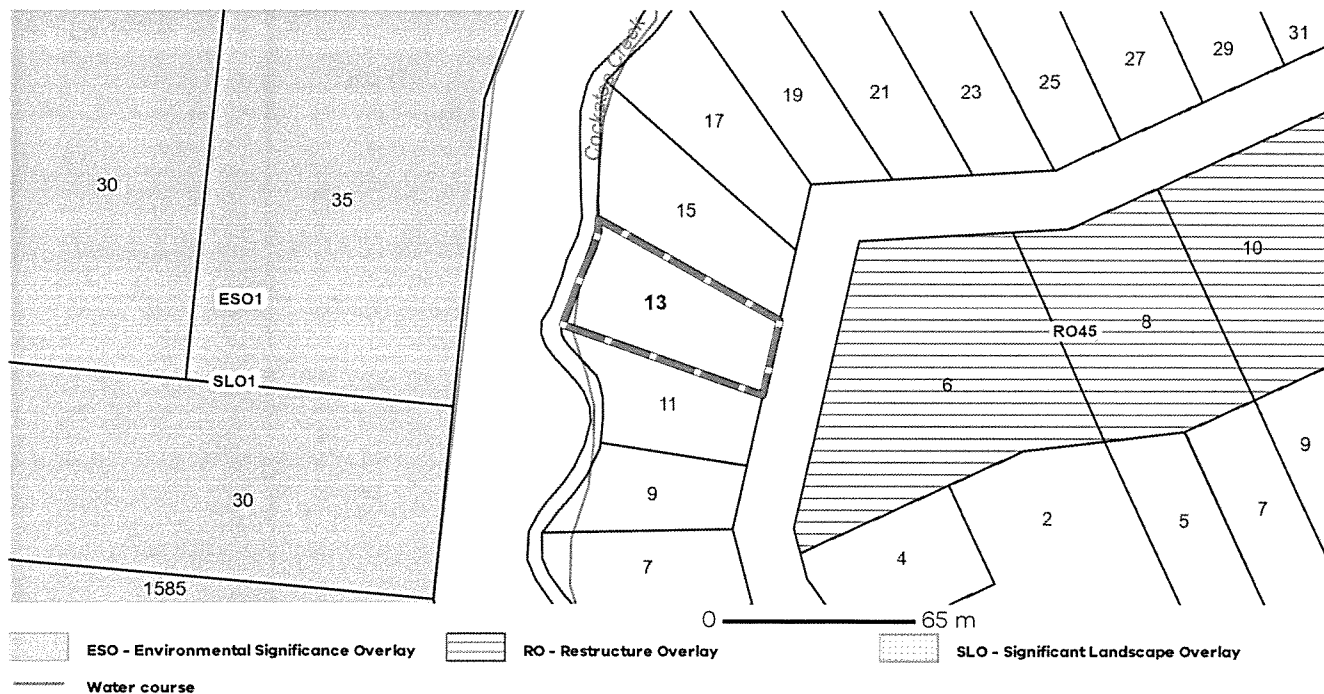 31
29
27
25
23
21
19
17
Cockatoo Creek
30
35
15
10
ESO1
13
8
RO45
SLO1
6
11
9
30
9
2
5
7
4
7
1585
0 65 m
ESO - Environmental Significance Overlay
RO - Restructure Overlay
SLO - Significant Landscape Overlay
Water course